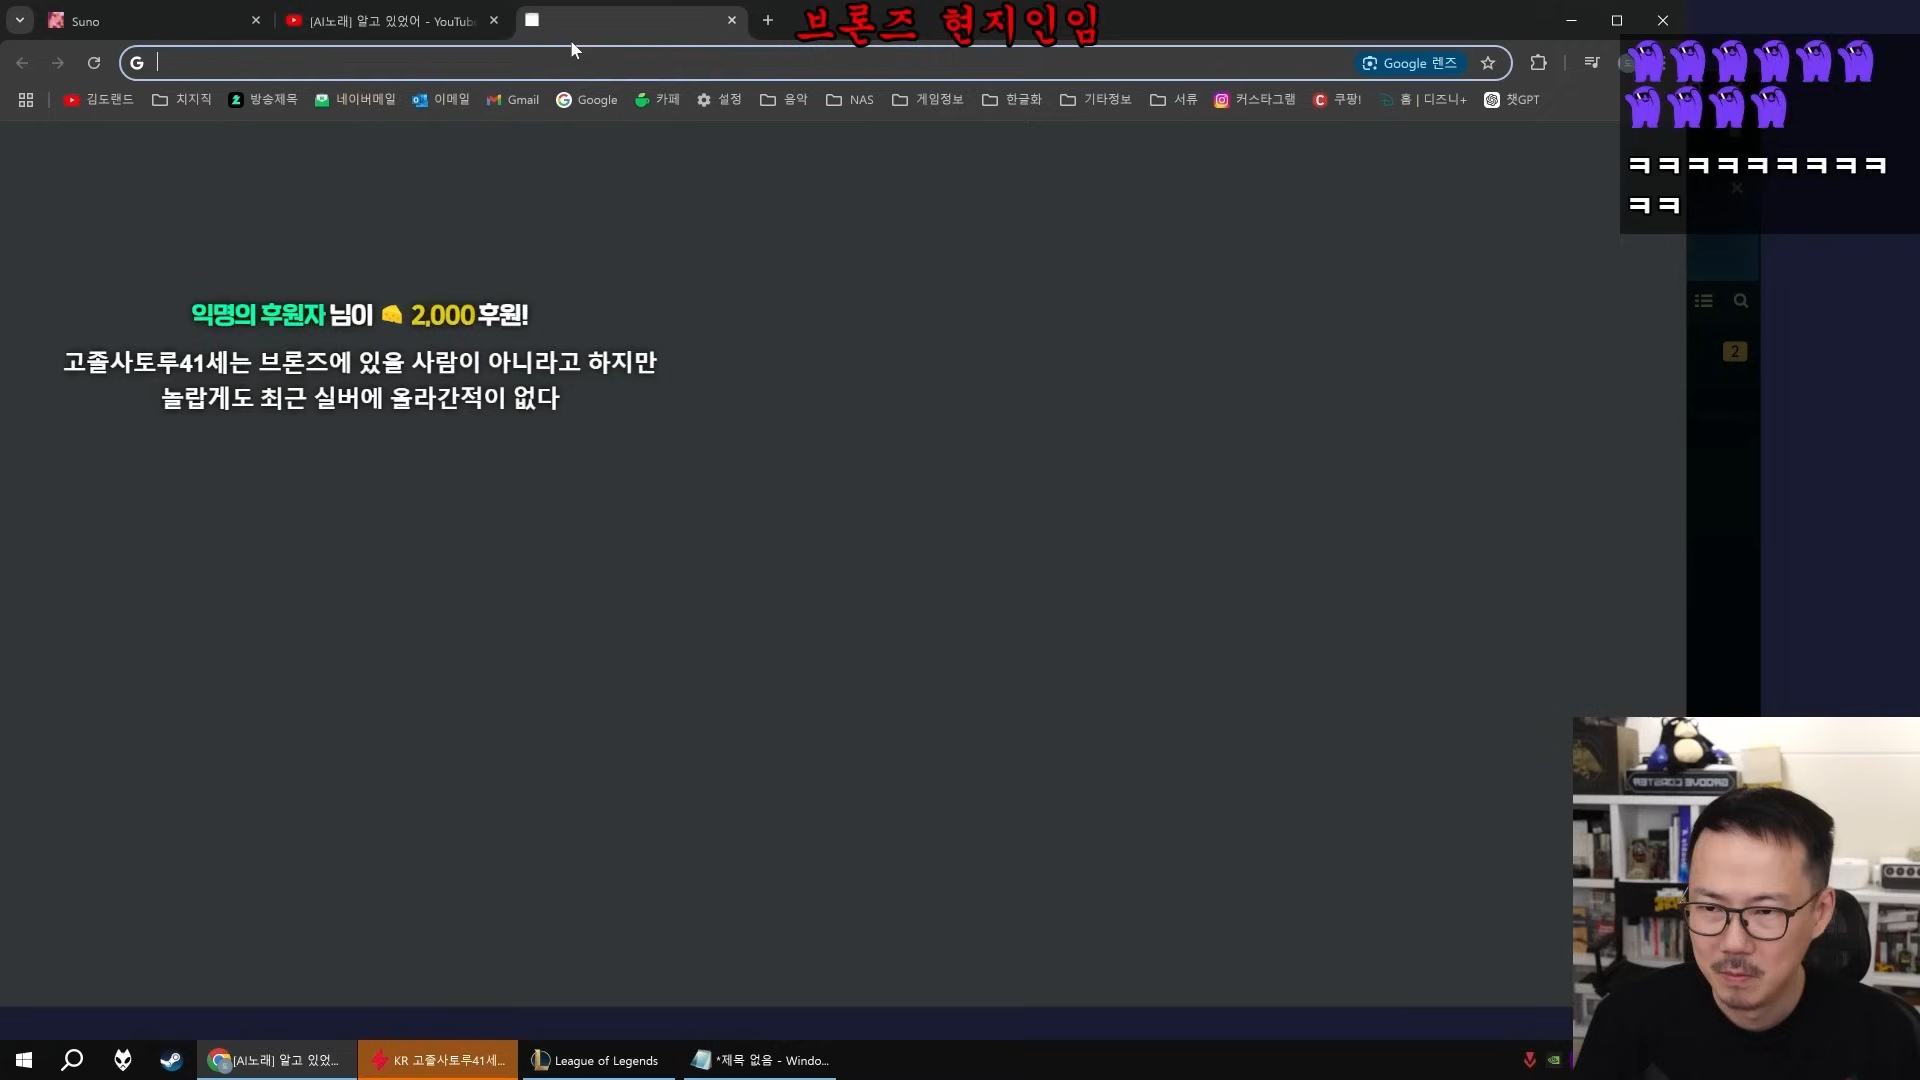 Suno
[AI노래] 알고 있었어 - YouTube
브론즈 현지인임
Google 렌즈
김도랜드
치지직
방송제목
네이버메일
이메일
Gmail
Google
카페
설정
음악
NAS
게임정보
한글화
기타정보
서류
커스타그램
쿠팡!
홈 | 디즈니+
챗GPT
ㅋㅋㅋㅋㅋㅋㅋㅋㅋ
ㅋㅋ
익명의 후원자 님이 2,000 후원!
고졸사토루41세는 브론즈에 있을 사람이 아니라고 하지만
놀랍게도 최근 실버에 올라간적이 없다
2
[AI노래] 알고 있었...
KR 고졸사토루41세...
League of Legends
*제목 없음 - Windo...